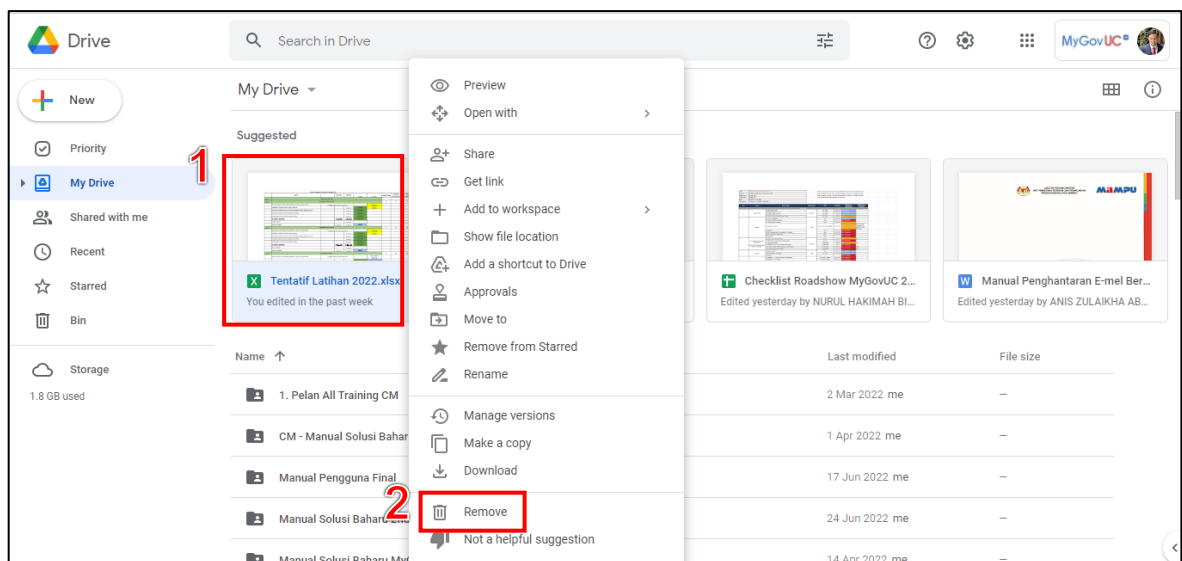 Drive
Search in Drive
MyGovUC
New
My Drive
Preview
Open with
Suggested
Priority
1
My Drive
Shared with me
Recent
Starred
Bin
Storage
1.8 GB used
MAMPU
Tentatif Latihan 2022.xlsx
You edited in the past week
Share
Get link
Add to workspace
Show file location
Add a shortcut to Drive
Approvals
Move to
Remove from Starred
Rename
Manage versions
Make a copy
Download
2
Remove
Not a helpful suggestion
Checklist Roadshow MyGovUC 2...
Edited yesterday by NURUL HAKIMAH BI...
Manual Penghantaran E-mel Ber...
Edited yesterday by ANIS ZULAIKHA AB...
Name Last modified File size
1. Pelan All Training CM 2 Mar 2022 me –
CM - Manual Solusi Bahar 1 Apr 2022 me –
Manual Pengguna Final 17 Jun 2022 me –
Manual Solusi Baharu 24 Jun 2022 me –
Manual Solusi Baharu 14 Apr 2022 me –